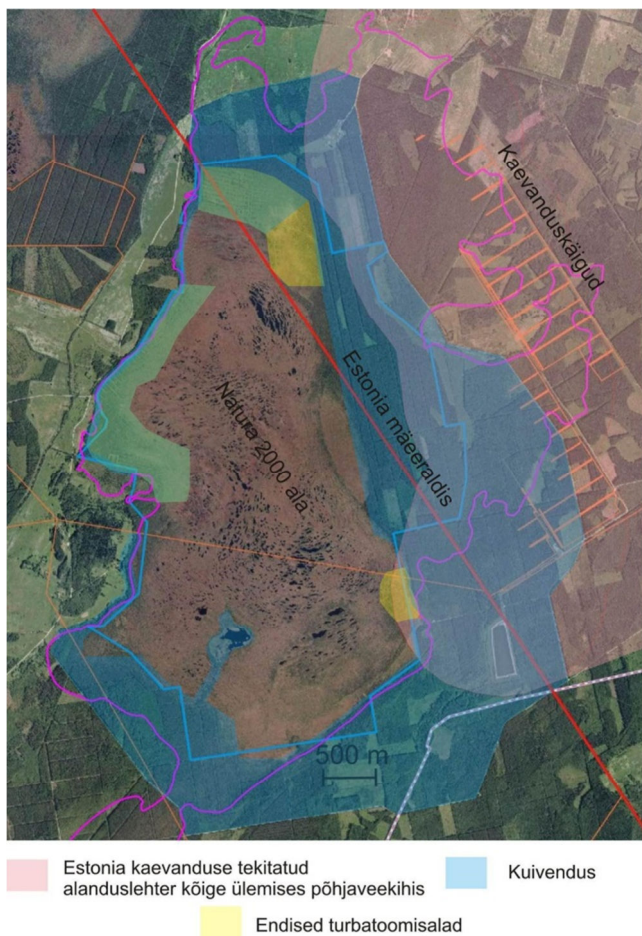 Kaevanduskäigud
Estonia mäeeraldis
Natura 2000 ala
500 m
Estonia kaevanduse tekitatud
alanduslehter kõige ülemises põhjaveekihis
Kuivendus
Endised turbatoomisalad